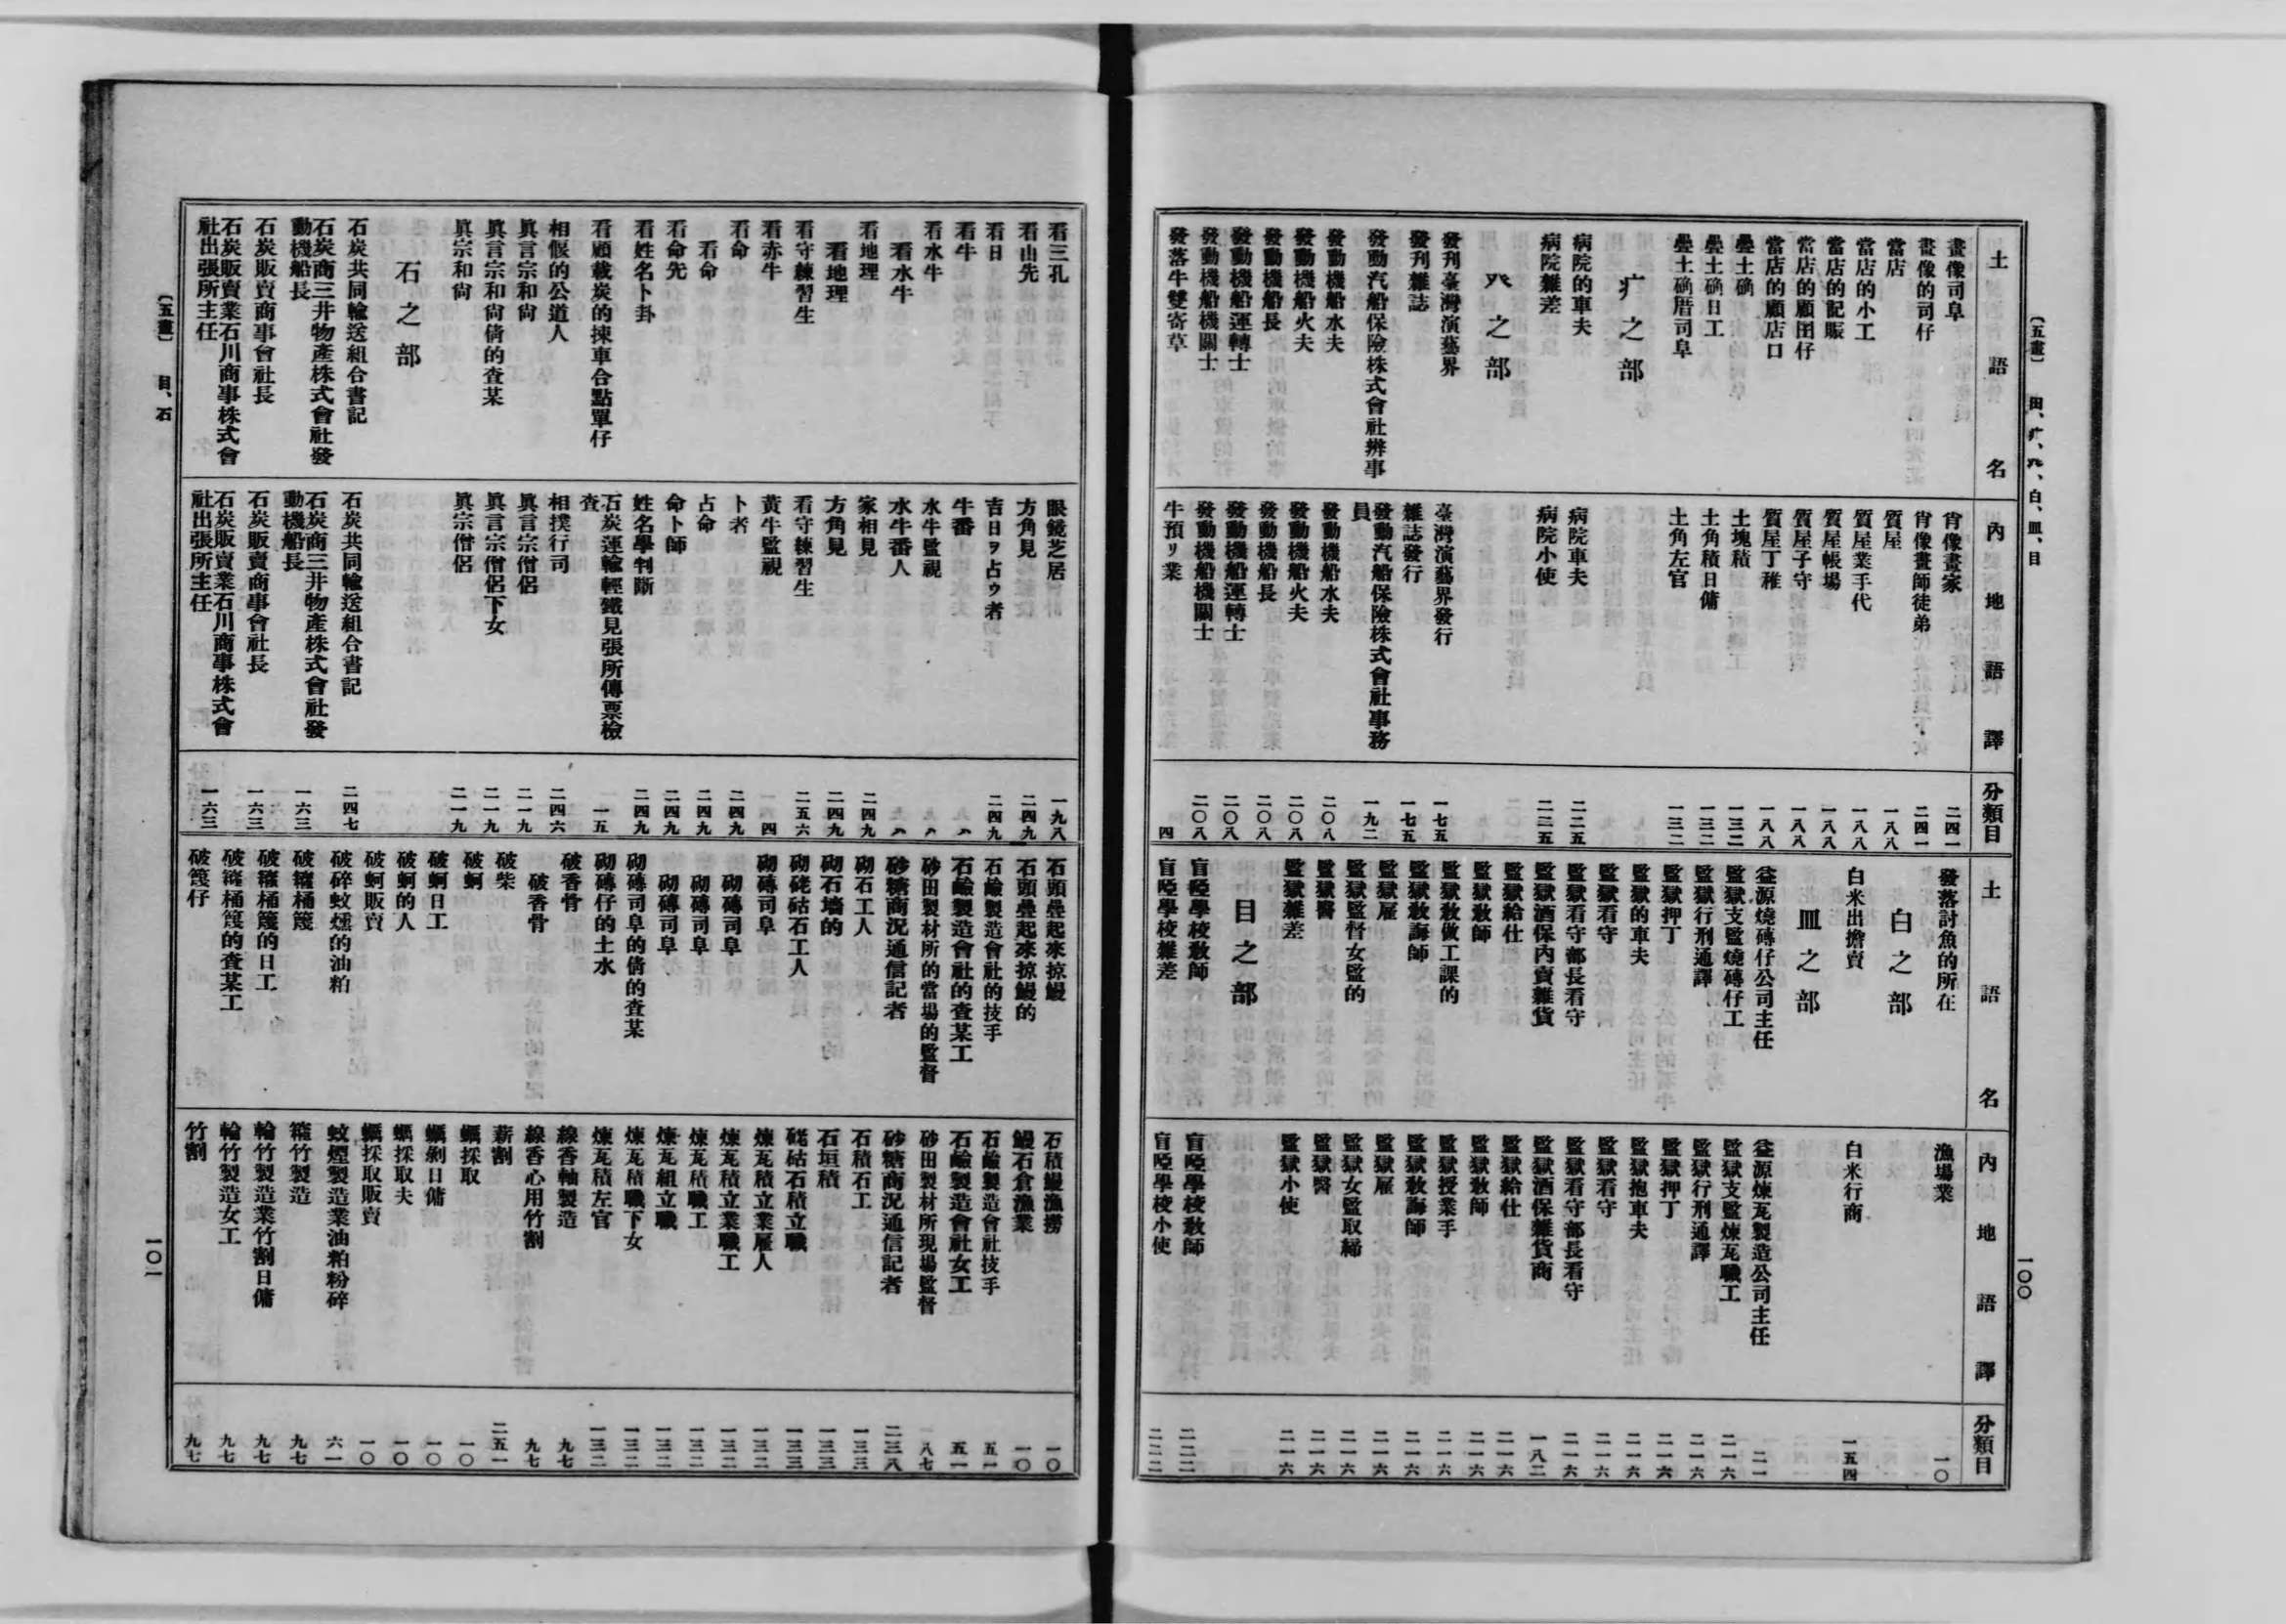 〔五畫〕 田、疒、癶、白、皿、目 一〇〇
土語名 內地語譯 分類目
畫像司阜 肖像畫家 二四一
畫像的司仔 肖像畫師徒弟 二四一
當店 質屋 一八八
當店的小工 質屋業手代 一八八
當店的記賬 質屋帳場 一八八
當店的顧囝仔 質屋子守 一八八
當店的顧店口 質屋丁稚 一八八
疊土确 土塊積 一三二
疊土确日工 土角積日傭 一三二
疊土确厝司阜 土角左官 一三二
疒之部
病院的車夫 病院車夫 二二五
病院雜差 病院小使 二二五
癶之部
發刊臺灣演藝界 臺灣演藝界發行 一七五
發刊雜誌 雜誌發行 一七五
發動汽船保險株式會社辨事 發動汽船保險株式會社事務
員 一九二
發動機船水夫 發動機船水夫 二〇八
發動機船火夫 發動機船火夫 二〇八
發動機船長 發動機船長 二〇八
發動機船運轉士 發動機船運轉士 二〇八
發動機船機關士 發動機船機關士 二〇八
發落牛雙寄草 牛預リ業 四
土語名 內地語譯 分類目
發落討魚的所在 漁場業 一〇
白之部
白米出擔賣 白米行商 一五四
皿之部
益源燒磚仔公司主任 益源煉瓦製造公司主任 二一
監獄支監燒磚仔工 監獄支監煉瓦職工 二一六
監獄行刑通譯 監獄行刑通譯 二一六
監獄押丁 監獄押丁 二一六
監獄的車夫 監獄抱車夫 二一六
監獄看守 監獄看守 二一六
監獄看守部長看守 監獄看守部長看守 二一六
監獄酒保內賣雜貨 監獄酒保雜貨商 一八二
監獄給仕 監獄給仕 二一六
監獄敎師 監獄敎師 二一六
監獄敎做工課的 監獄授業手 二一六
監獄敎誨師 監獄敎誨師 二一六
監獄雇 監獄雇 二一六
監獄監督女監的 監獄女監取締 二一六
監獄醫 監獄醫 二一六
監獄雜差 監獄小使 二一六
目之部
盲啞學校敎師 盲啞學校敎師 二二二
盲啞學校雜差 盲啞學校小使 二二二
看三孔 眼鏡芝居 一九八
看山先 方角見 二四九
看日 吉日ヲ占ウ者 二四九
看牛 牛番 八
看水牛 水牛監視 八
看水牛 水牛番人 八
看地理 家相見 二四九
看地理 方角見 二四九
看守練習生 看守練習生 二五六
看赤牛 黃牛監視 四
看命 卜者 二四九
看命 占命 二四九
看命先 命卜師 二四九
看姓名卜卦 姓名學判斷 二四九
看顧載炭的揀車合點單仔 石炭運輸輕鐵見張所傳票檢
查 一五
相偃的公道人 相撲行司 二四六
眞言宗和尙 眞言宗僧侶 二一九
眞言宗和尙倩的查某 眞言宗僧侶下女 二一九
眞宗和尙 眞宗僧侶 二一九
石之部
石炭共同輸送組合書記 石炭共同輸送組合書記 二四七
石炭商三井物產株式會社發 石炭商三井物產株式會社發
動機船長 動機船長 一六三
石炭販賣商事會社長 石炭販賣商事會社長 一六三
石炭販賣業石川商事株式會 石炭販賣業石川商事株式會
社出張所主任 社出張所主任 一六三
石頭疊起來掠鰻 石積鰻漁撈 一〇
石頭疊起來掠鰻的 鰻石倉漁業 一〇
石鹼製造會社的技手 石鹼製造會社技手 五一
石鹼製造會社的查某工 石鹼製造會社女工 五一
砂田製材所的當場的監督 砂田製材所現場監督 八七
砂糖商況通信記者 砂糖商況通信記者 二三八
砌石工人 石積石工 一三三
砌石墻的 石垣積 一三三
砌硓砧石工人 硓砧石積立職 一三三
砌磚司阜 煉瓦積立業雇人 一三二
砌磚司阜 煉瓦積立業職工 一三二
砌磚司阜 煉瓦積職工 一三二
砌磚司阜 煉瓦組立職 一三二
砌磚司阜的倩的查某 煉瓦積職下女 一三二
砌磚仔的土水 煉瓦積左官 一三二
破香骨 線香軸製造 九七
破香骨 線香心用竹割 九七
破柴 薪割 二五一
破蚵 蠣採取 一〇
破蚵日工 蠣剝日傭 一〇
破蚵的人 蠣採取夫 一〇
破蚵販賣 蠣採取販賣 一〇
破碎蚊燻的油粕 蚊煙製造業油粕粉碎 六一
破籠桶篾 籠竹製造 九七
破籠桶篾的日工 輪竹製造業竹割日傭 九七
破籠桶篾的查某工 輪竹製造女工 九七
破篾仔 竹割 九七
〔五畫〕 目、石 一〇一